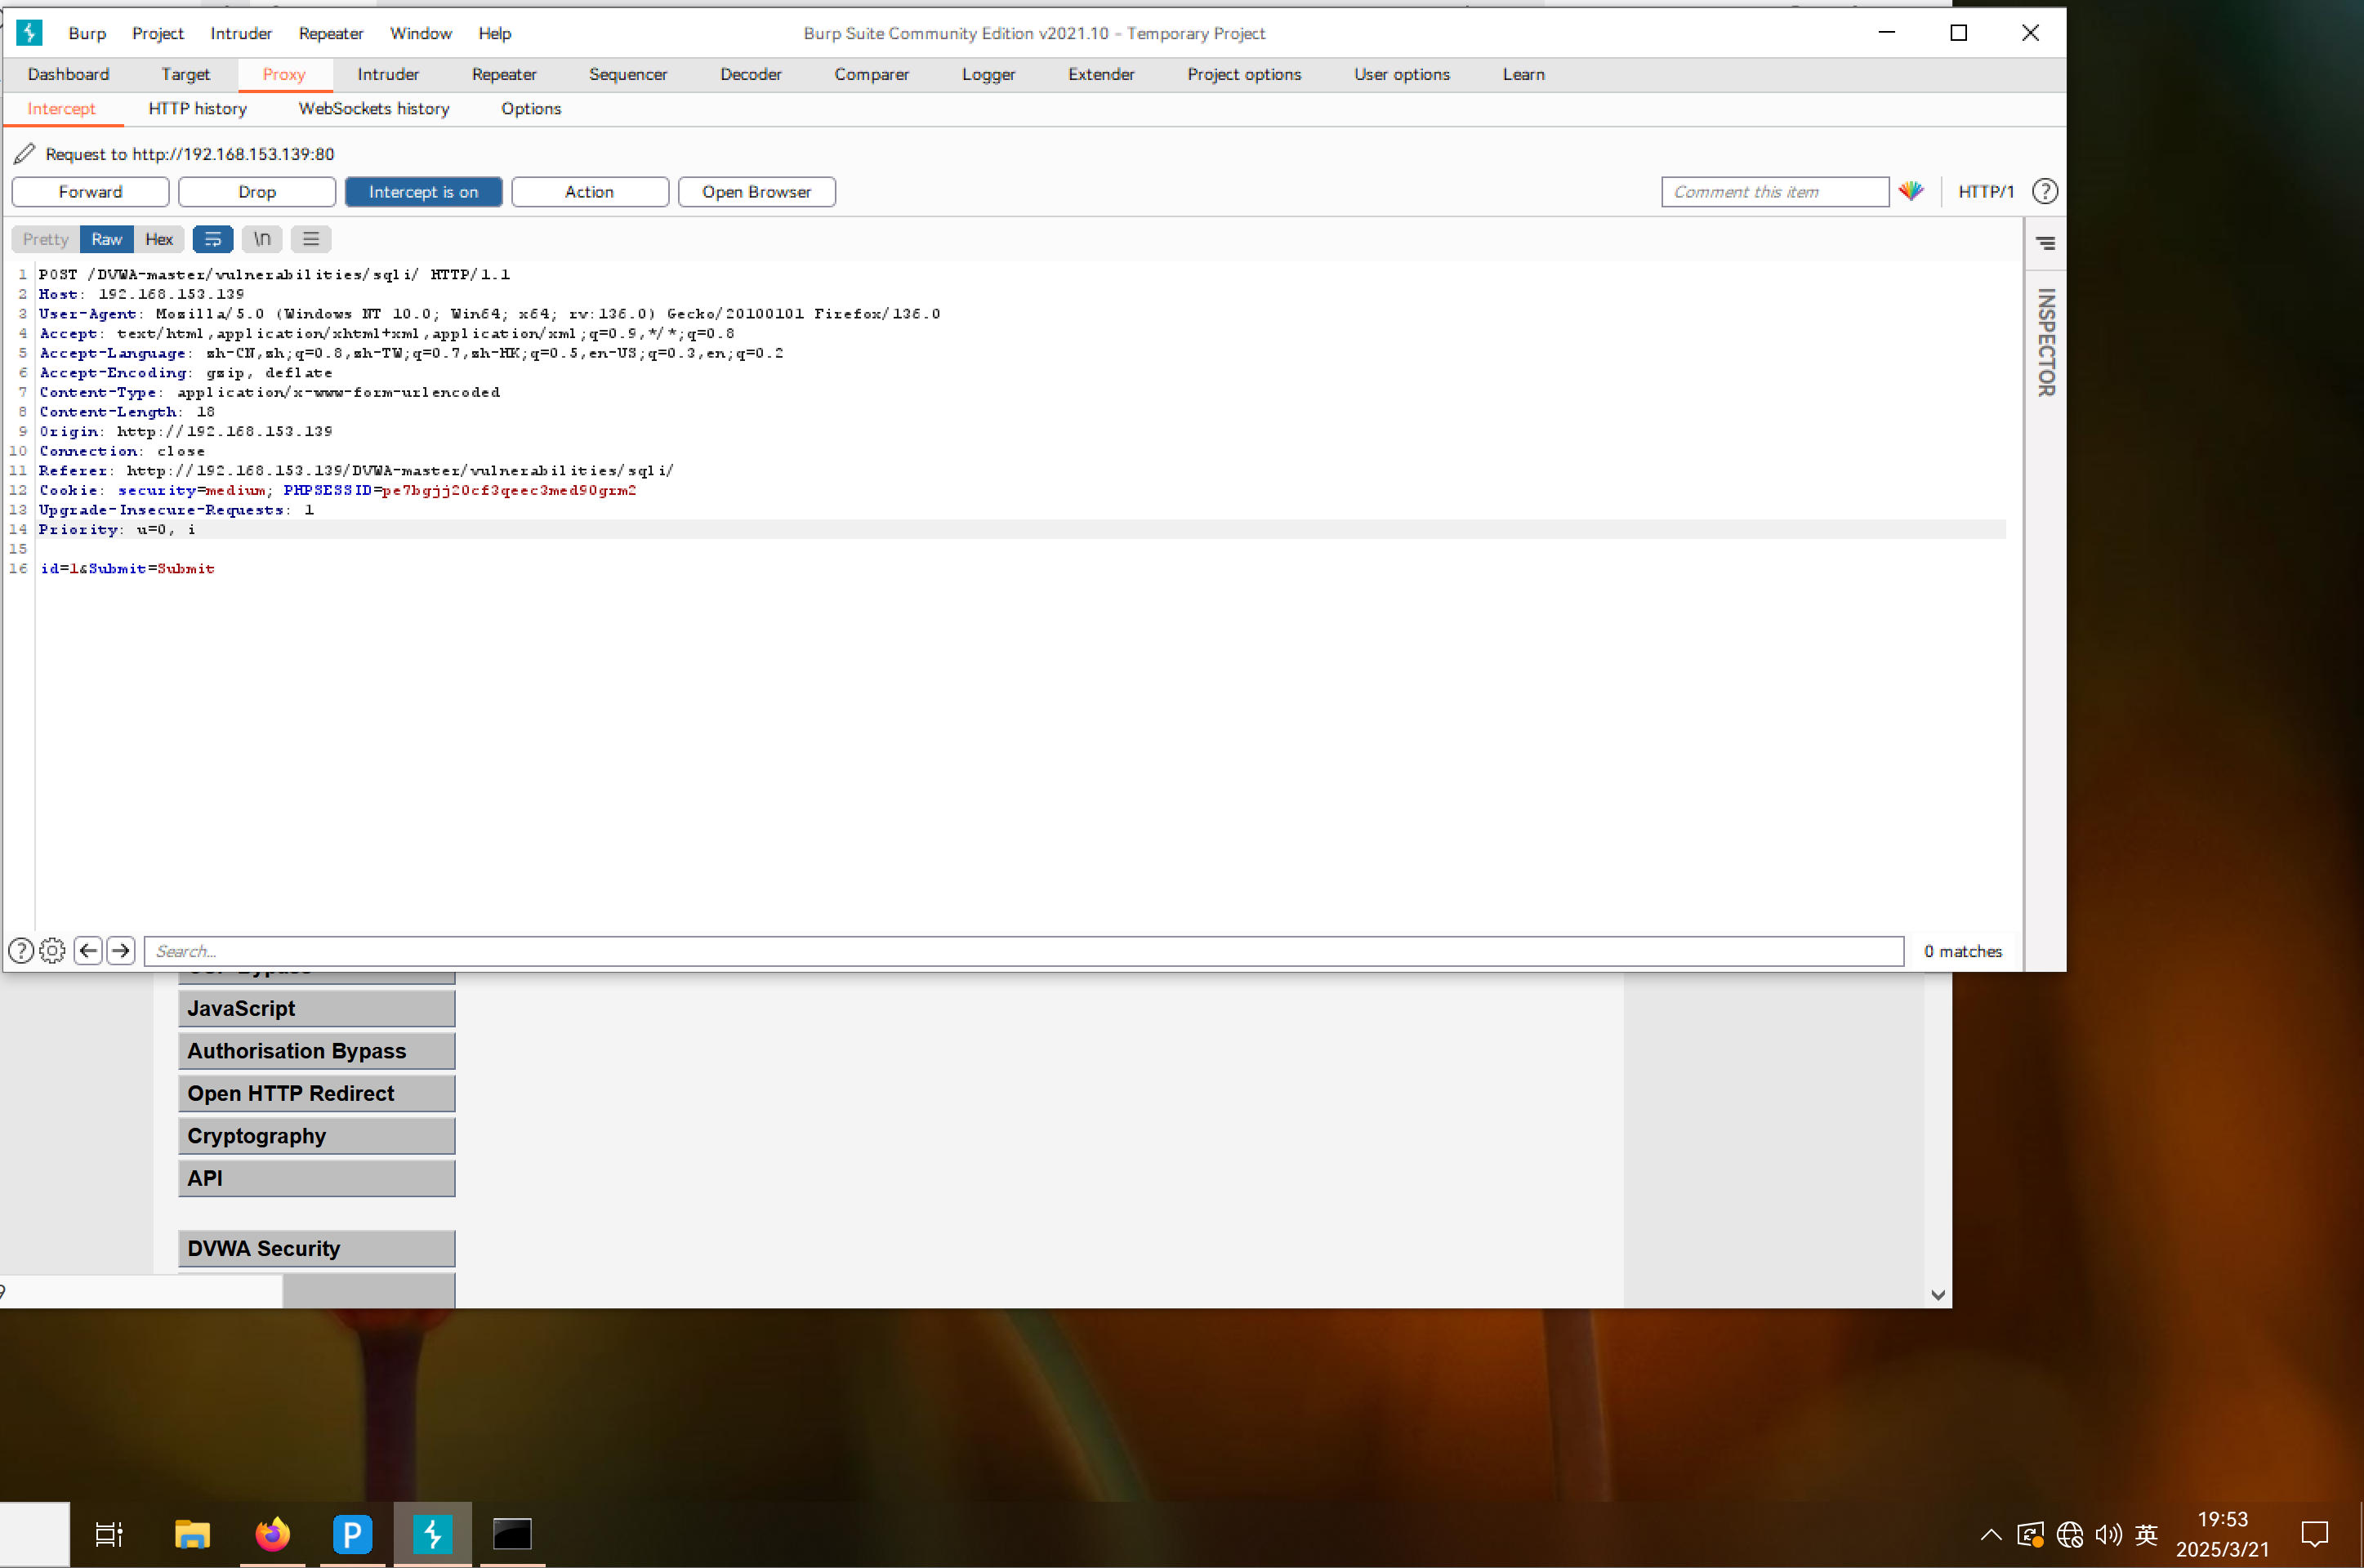 Burp Project Intruder Repeater Window Help Burp Suite Community Edition v2021.10 - Temporary Project
Dashboard Target Proxy Intruder Repeater Sequencer Decoder Comparer Logger Extender Project options User options Learn
Intercept HTTP history WebSockets history Options
Request to http://192.168.153.139:80
Forward Drop Intercept is on Action Open Browser Comment this item HTTP/1 ?
Pretty Raw Hex \n
INSPECTOR
1 POST /DVWA-master/vulnerabilities/sqli/ HTTP/1.1
2 Host: 192.168.153.139
3 User-Agent: Mozilla/5.0 (Windows NT 10.0; Win64; x64; rv:136.0) Gecko/20100101 Firefox/136.0
4 Accept: text/html,application/xhtml+xml,application/xml;q=0.9,*/*;q=0.8
5 Accept-Language: zh-CN,zh;q=0.8,zh-TW;q=0.7,zh-HK;q=0.5,en-US;q=0.3,en;q=0.2
6 Accept-Encoding: gzip, deflate
7 Content-Type: application/x-www-form-urlencoded
8 Content-Length: 18
9 Origin: http://192.168.153.139
10 Connection: close
11 Referer: http://192.168.153.139/DVWA-master/vulnerabilities/sqli/
12 Cookie: security=medium; PHPSESSID=pe7bgjj20cf3qeec3med90grm2
13 Upgrade-Insecure-Requests: 1
14 Priority: u=0, i
15
16 id=1&Submit=Submit
? Search... 0 matches
JavaScript
Authorisation Bypass
Open HTTP Redirect
Cryptography
API
DVWA Security
9
P 英 19:53
2025/3/21